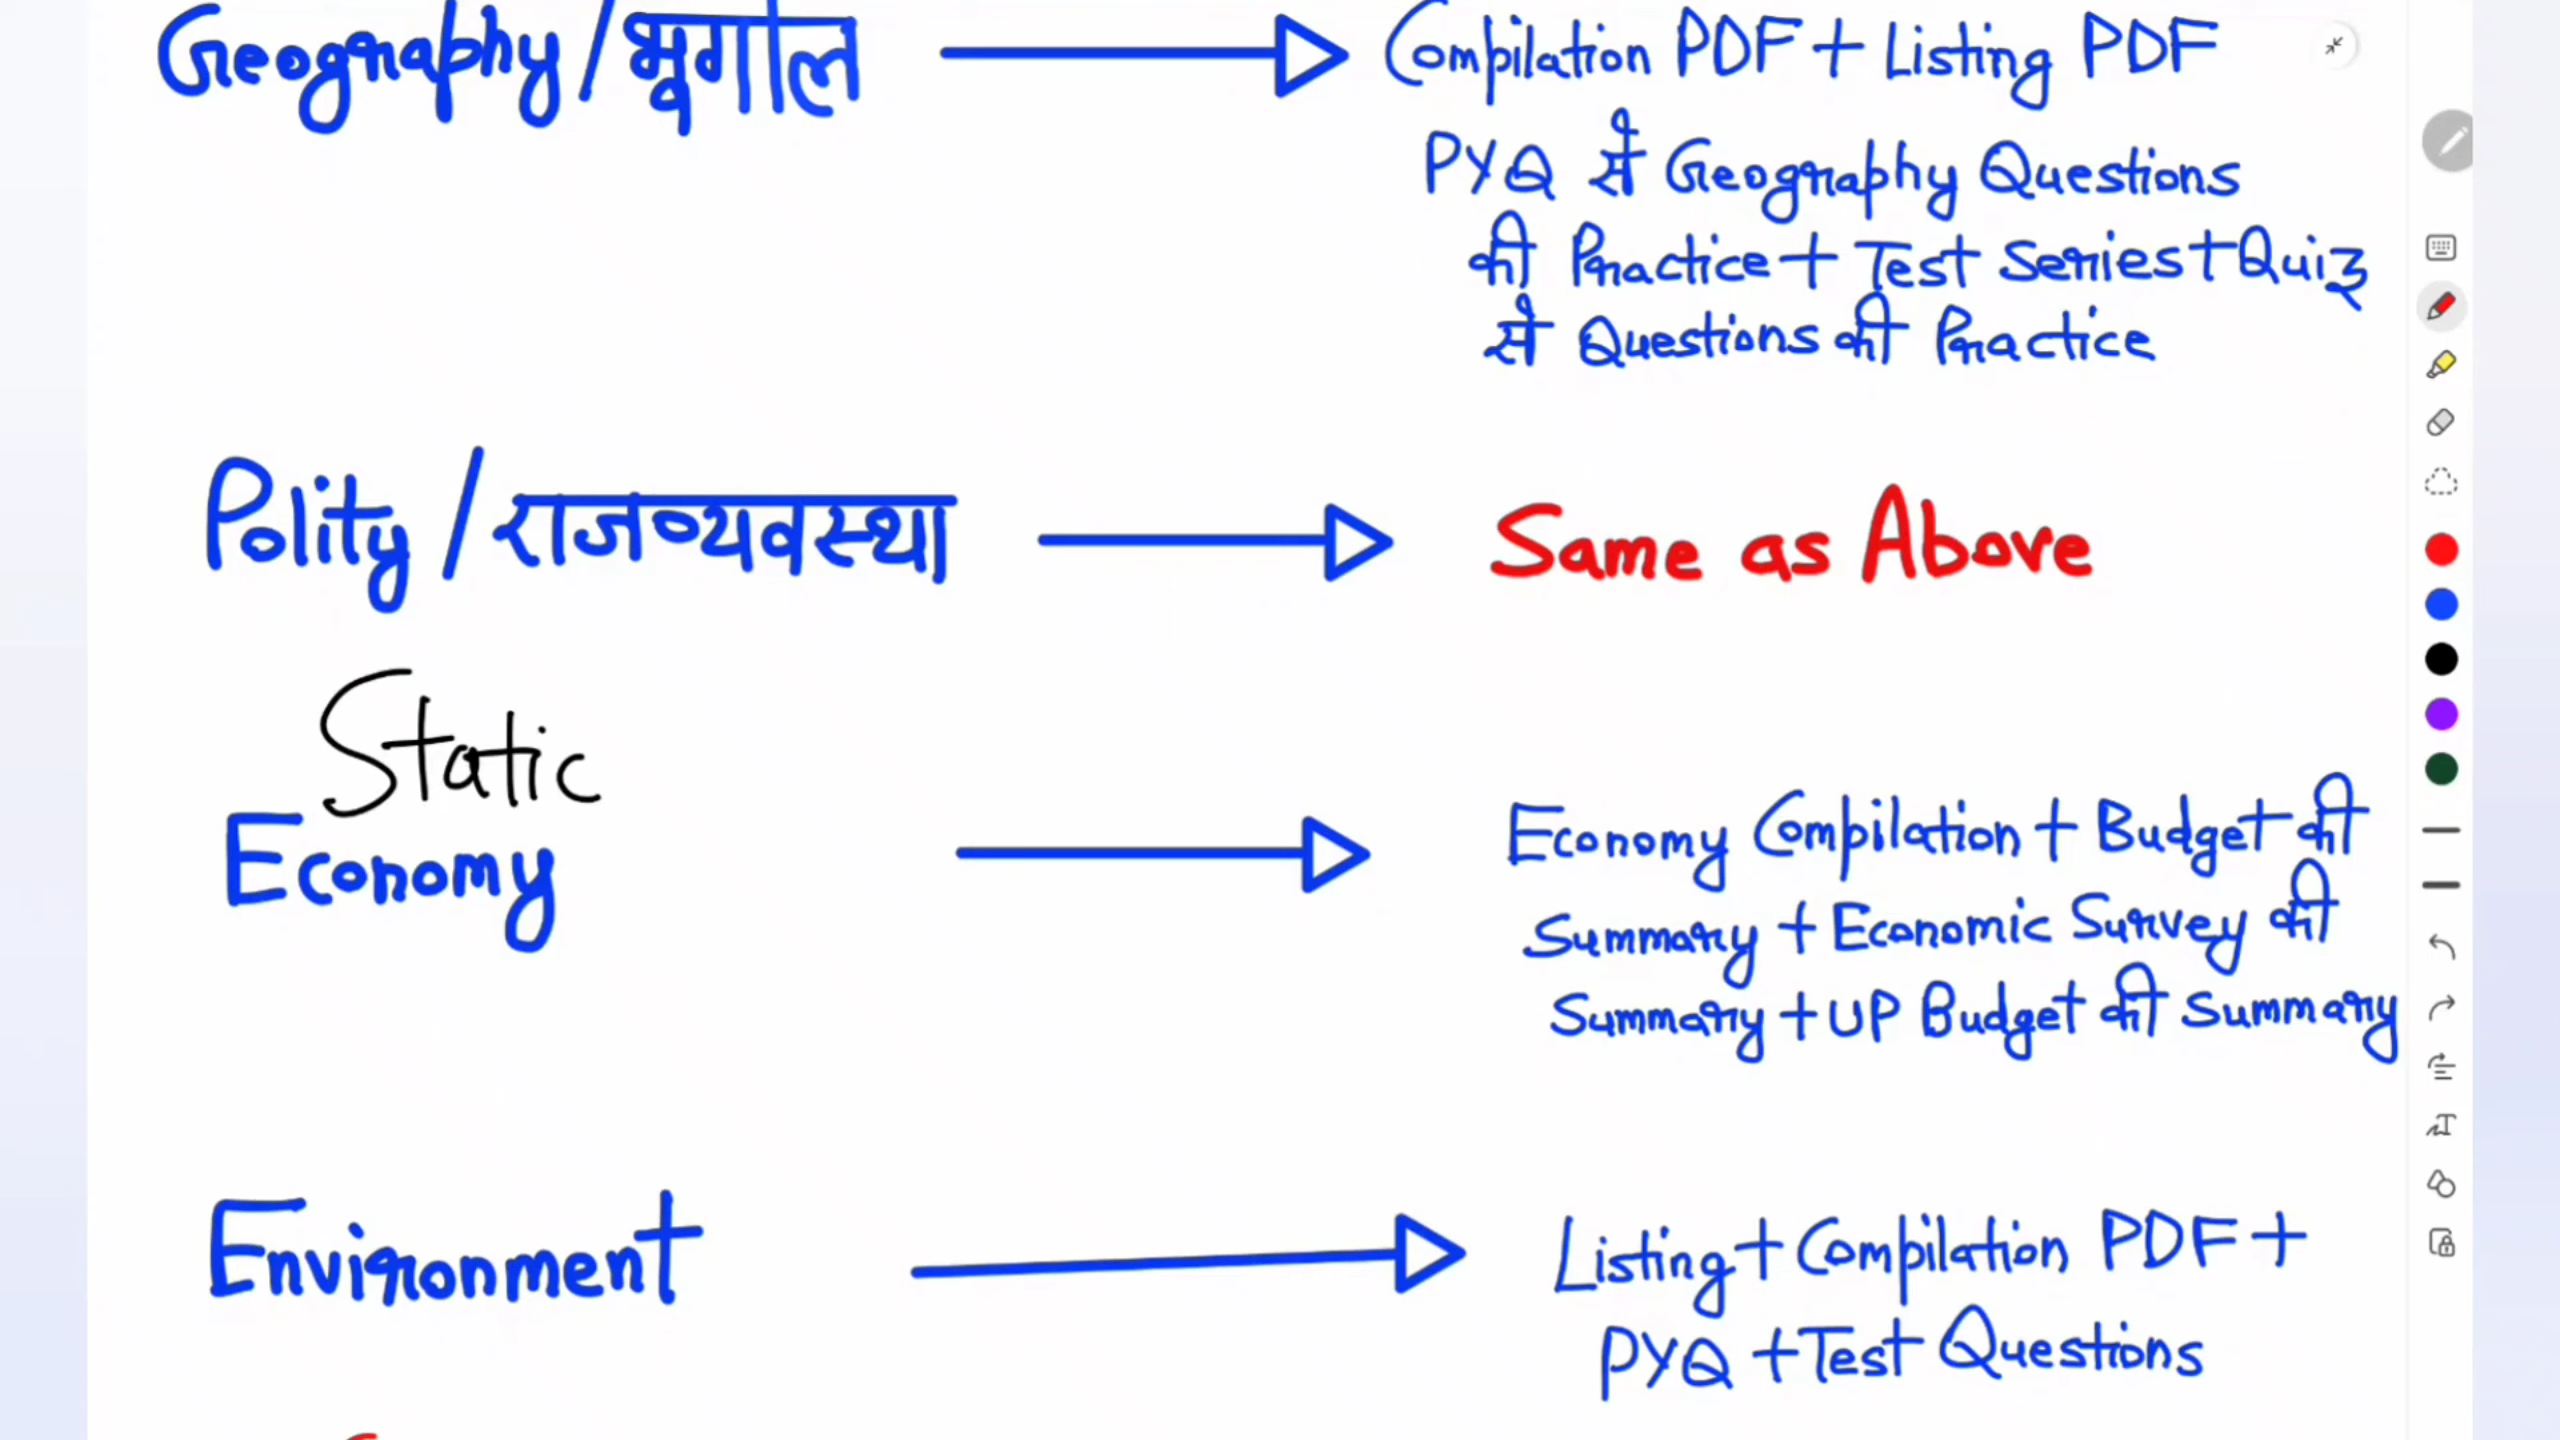 Geography / भूगोल
Compilation PDF + Listing PDF
PYQ से Geography Questions
की Practice + Test Series + Quiz
से Questions की Practice
Polity / राजव्यवस्था
Same as Above
Static
Economy
Economy Compilation + Budget की
Summary + Economic Survey की
Summary + UP Budget की Summary
Environment
Listing + Compilation PDF +
PYQ + Test Questions